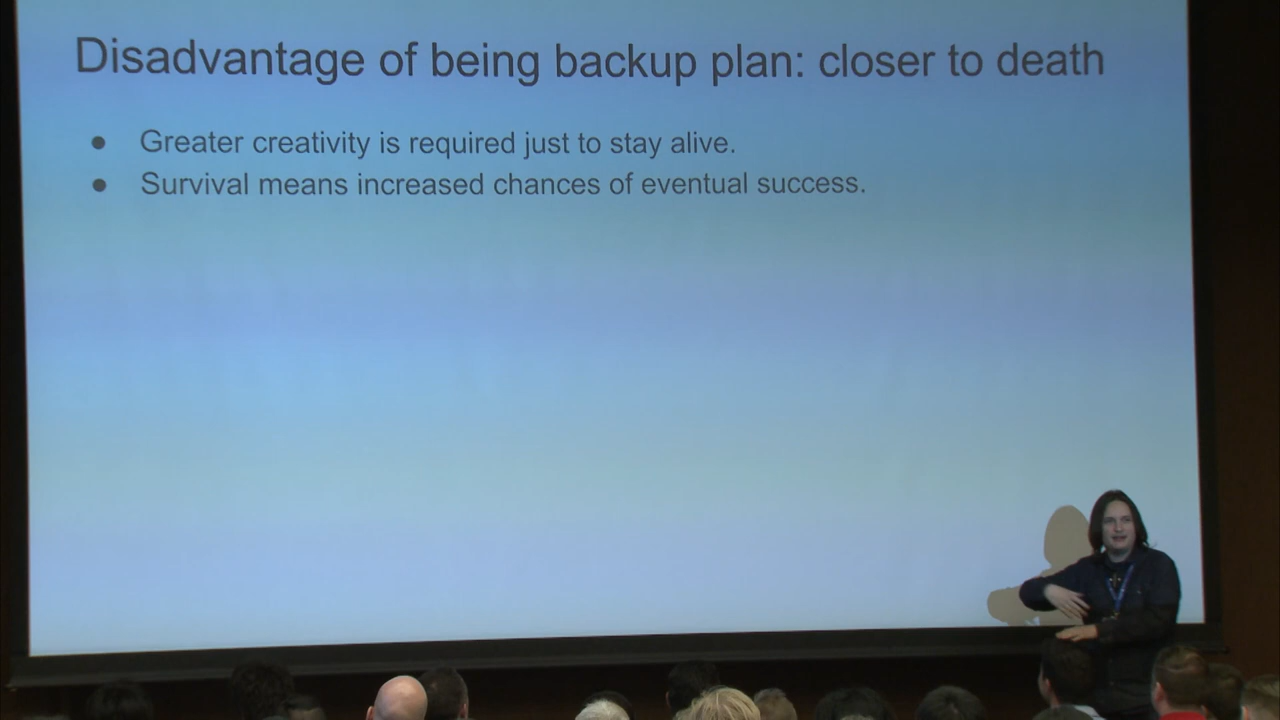 Disadvantage of being backup plan: closer to death
● Greater creativity is required just to stay alive.
● Survival means increased chances of eventual success.